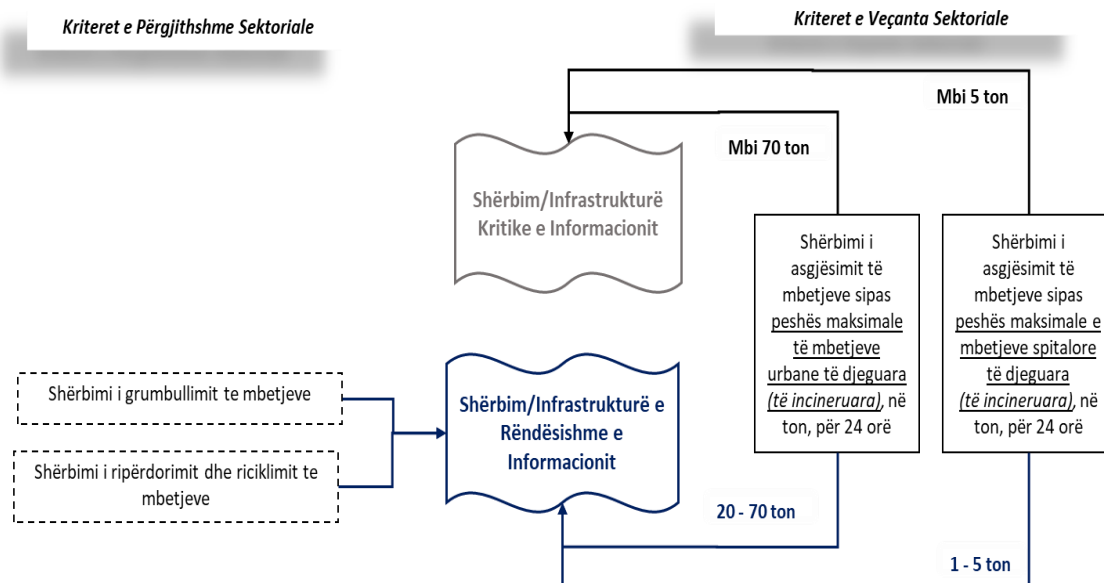 Kriteret e Përgjithshme Sektoriale
Kriteret e Veçanta Sektoriale
Mbi 5 ton
Mbi 70 ton
Shërbim/Infrastrukturë
Kritike e Informacionit
Shërbimi i
asgjësimit të
mbetjeve sipas
peshës maksimale
të mbetjeve
urbane të djeguara
(të incineruara), në
ton, për 24 orë
Shërbimi i
asgjësimit të
mbetjeve sipas
peshës maksimale e
mbetjeve spitalore
të djeguara
(të incineruara), në
ton, për 24 orë
Shërbimi i grumbullimit te mbetjeve
Shërbimi i ripërdorimit dhe riciklimit te
mbetjeve
Shërbim/Infrastrukturë e
Rëndësishme e
Informacionit
20 - 70 ton
1 - 5 ton